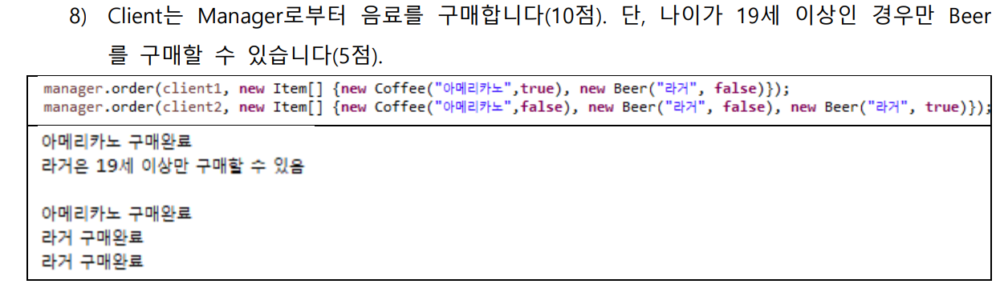 8) Client는 Manager로부터 음료를 구매합니다(10점). 단, 나이가 19세 이상인 경우만 Beer
를 구매할 수 있습니다(5점).
manager.order(client1, new Item[] {new Coffee("아메리카노",true), new Beer("라거", false)});
manager.order(client2, new Item[] {new Coffee("아메리카노",false), new Beer("라거", false), new Beer("라거", true)});
아메리카노 구매완료
라거은 19세 이상만 구매할 수 있음
아메리카노 구매완료
라거 구매완료
라거 구매완료